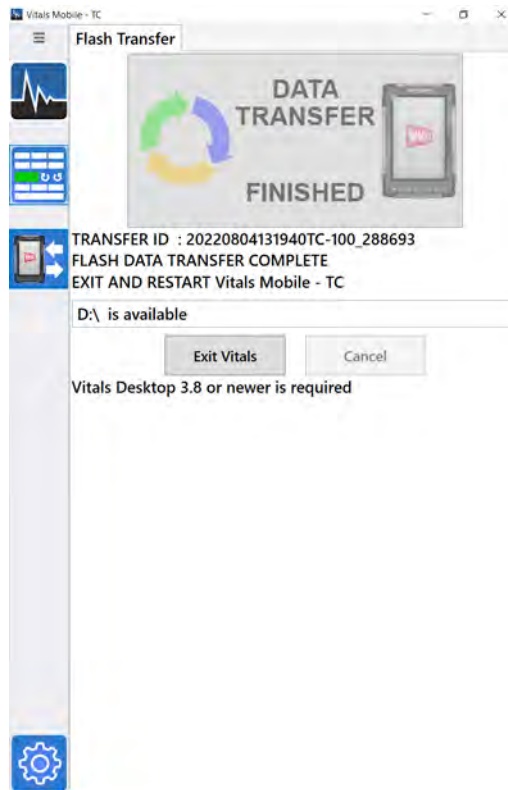 Vitals Mobile - TC
Flash Transfer
DATA
TRANSFER
FINISHED
TRANSFER ID : 20220804131940TC-100_288693
FLASH DATA TRANSFER COMPLETE
EXIT AND RESTART Vitals Mobile - TC
D:\ is available
Exit Vitals
Cancel
Vitals Desktop 3.8 or newer is required